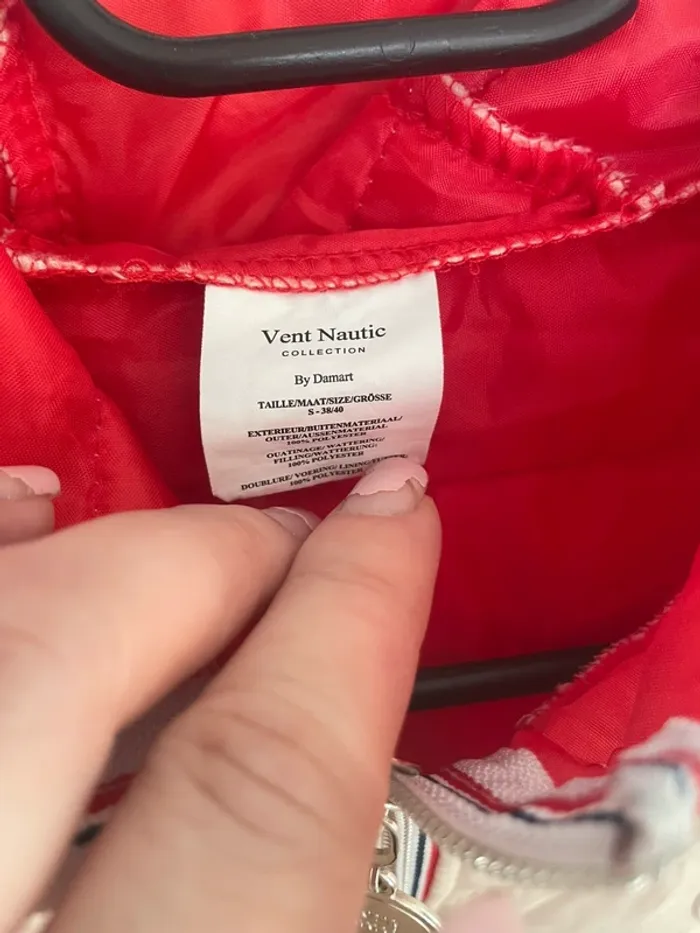 Vent Nautic
COLLECTION
By Damart
TAILLE/MAAT/SIZE/GRÖSSE
S - 38/40
EXTERIEUR/BUITENMATERIAAL/
OUTER/AUSSENMATERIAL
100% POLYESTER
OUATINAGE/ WATTERING/
FILLING/WATTIERUNG:
100% POLYESTER
DOUBLURE/ VOERING/ LINING/
100% POLYESTER